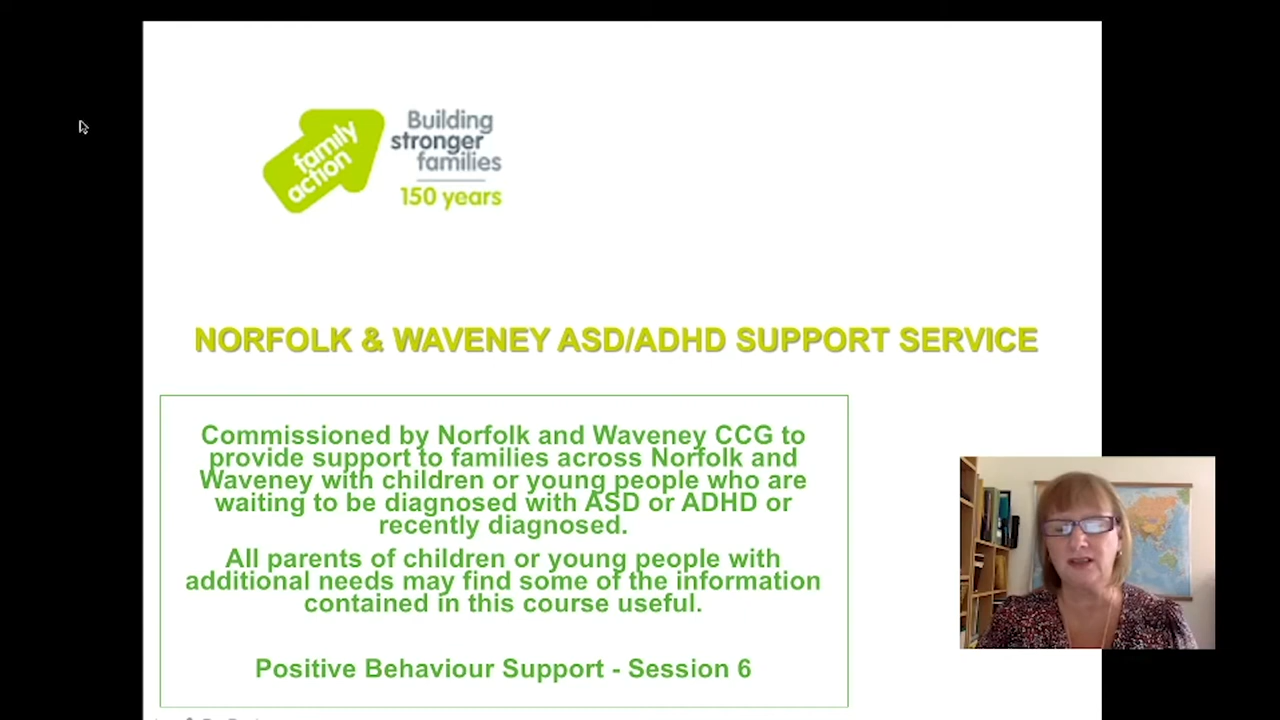 family
action
Building
stronger
families
150 years
NORFOLK & WAVENEY ASD/ADHD SUPPORT SERVICE
Commissioned by Norfolk and Waveney CCG to
provide support to families across Norfolk and
Waveney with children or young people who are
waiting to be diagnosed with ASD or ADHD or
recently diagnosed.
All parents of children or young people with
additional needs may find some of the information
contained in this course useful.
Positive Behaviour Support - Session 6